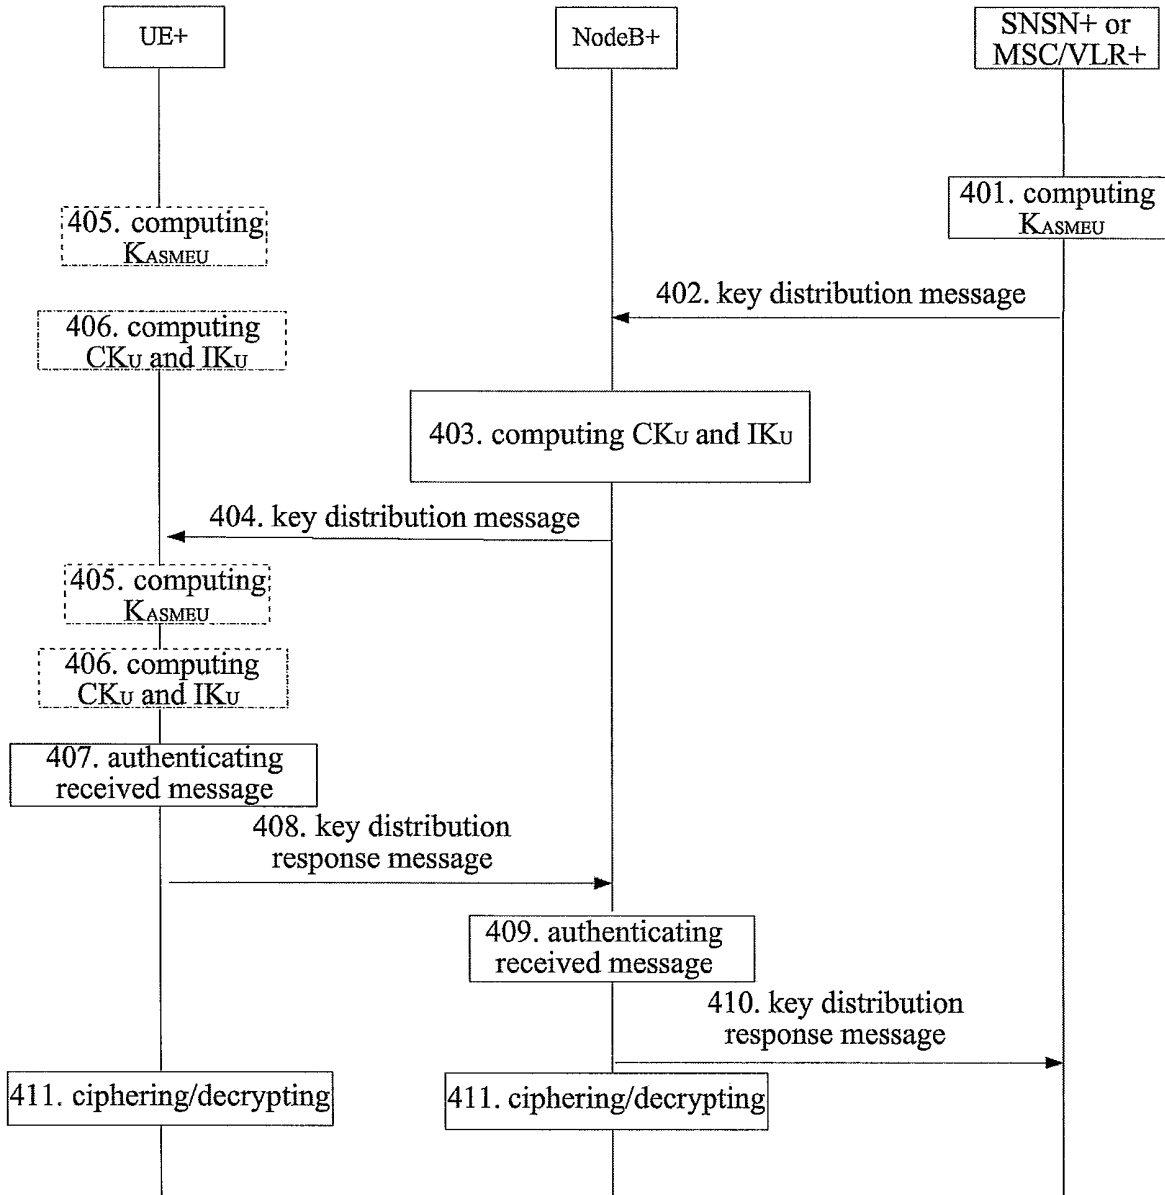 UE+
NodeB+
SNSN+ or
MSC/VLR+
401. computing
KASMEU
405. computing
KASMEU
402. key distribution message
406. computing
CKU and IKU
403. computing CKU and IKU
404. key distribution message
405. computing
KASMEU
406. computing
CKU and IKU
407. authenticating
received message
408. key distribution
response message
409. authenticating
received message
410. key distribution
response message
411. ciphering/decrypting
411. ciphering/decrypting